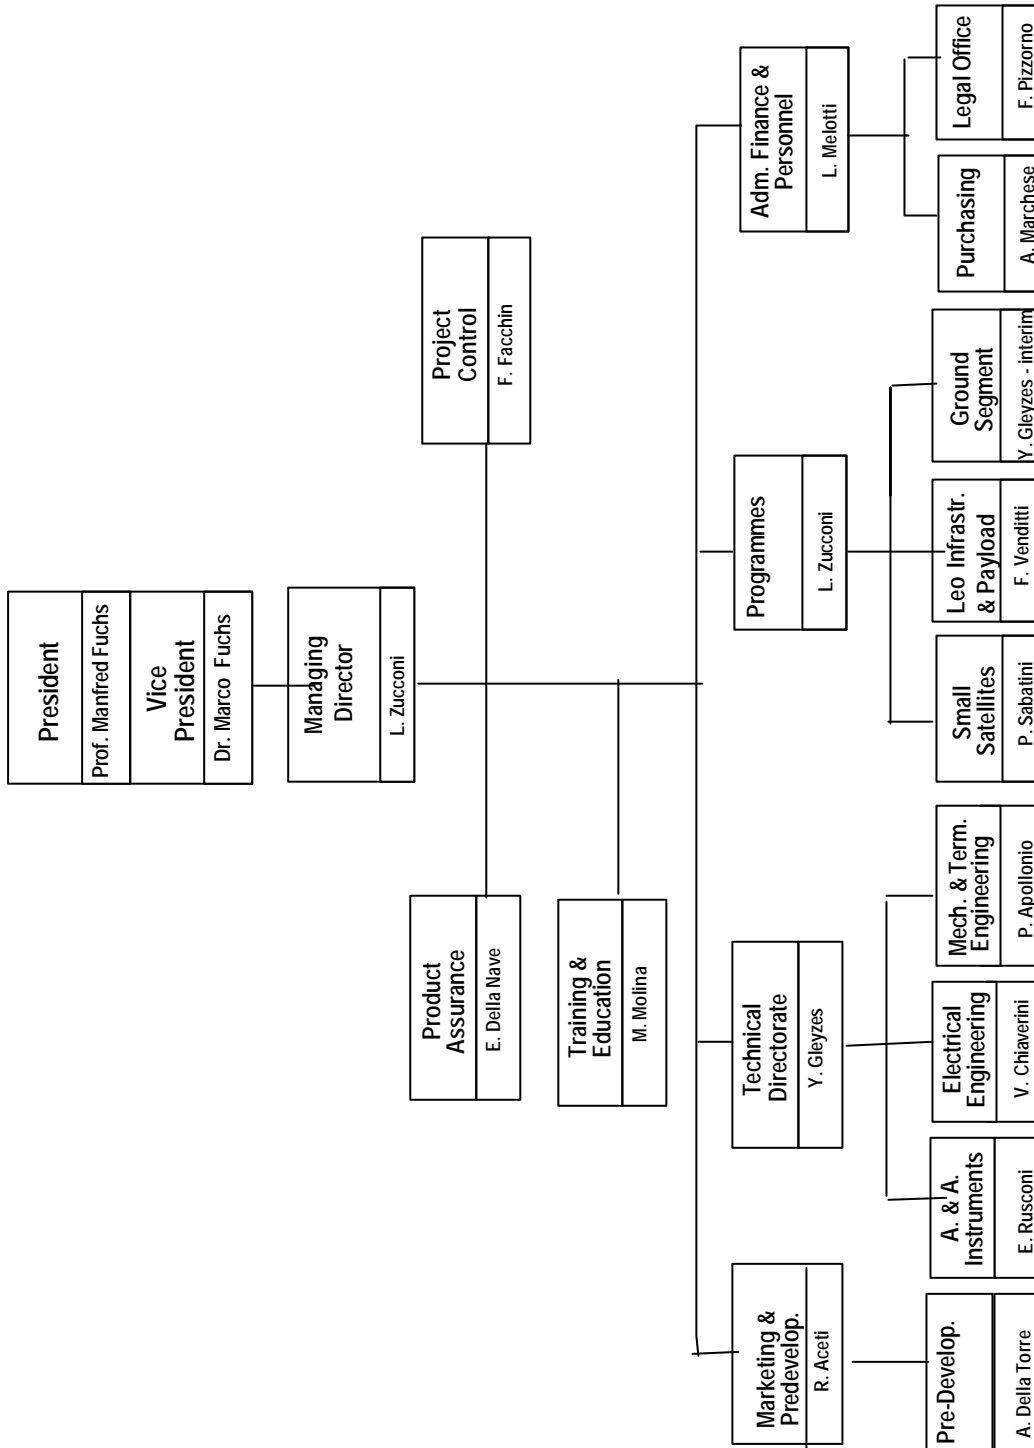 President
Prof. Manfred Fuchs
Vice
President
Dr. Marco Fuchs
Managing
Director
L. Zucconi
Product
Assurance
E. Della Nave
Project
Control
F. Facchin
Training &
Education
M. Molina
Marketing &
Predevelop.
R. Aceti
Technical
Directorate
Y. Gleyzes
Programmes
L. Zucconi
Adm. Finance &
Personnel
L. Melotti
Pre-Develop.
A. Della Torre
A. & A.
Instruments
E. Rusconi
Electrical
Engineering
V. Chiaverini
Mech. & Term.
Engineering
P. Apollonio
Small
Satellites
P. Sabatini
Leo Infrastr.
& Payload
F. Venditti
Ground
Segment
Y. Gleyzes - interim
Purchasing
A. Marchese
Legal Office
F. Pizzorno